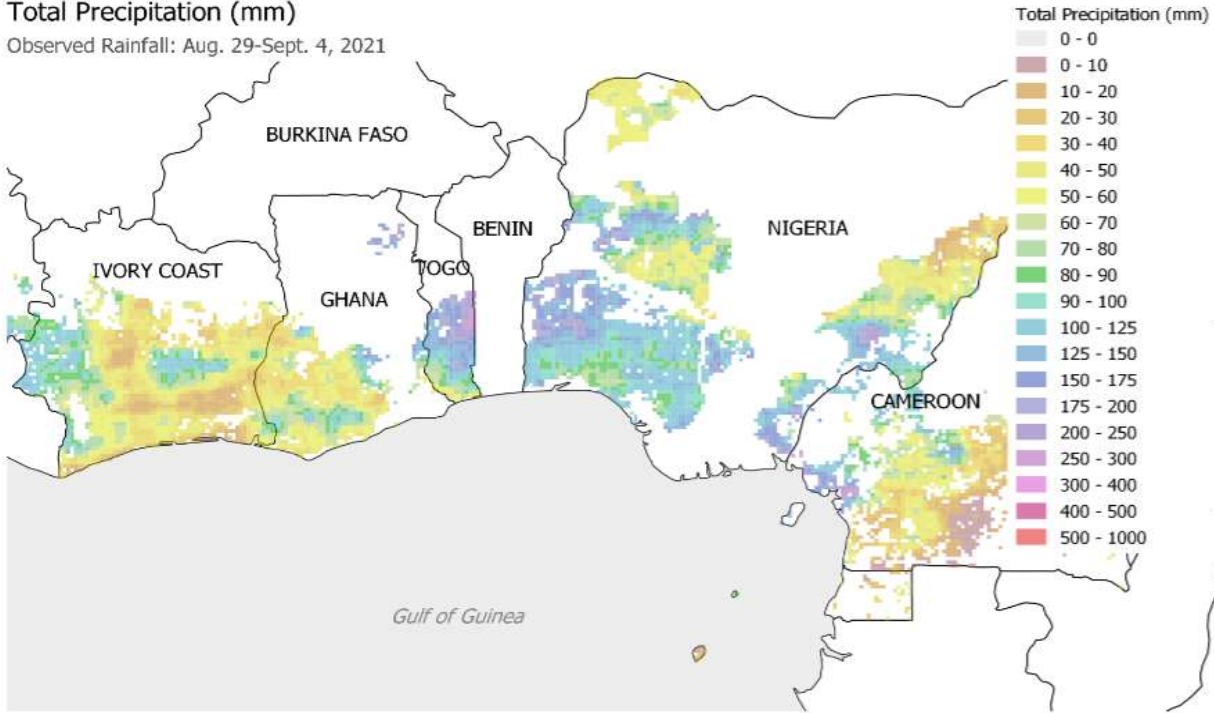 Total Precipitation (mm)
Observed Rainfall: Aug. 29-Sept. 4, 2021
Total Precipitation (mm)
0 - 0
0 - 10
10 - 20
20 - 30
30 - 40
40 - 50
50 - 60
60 - 70
70 - 80
80 - 90
90 - 100
100 - 125
125 - 150
150 - 175
175 - 200
200 - 250
250 - 300
300 - 400
400 - 500
500 - 1000
BURKINA FASO
BENIN
NIGERIA
IVORY COAST
TOGO
GHANA
CAMEROON
Gulf of Guinea